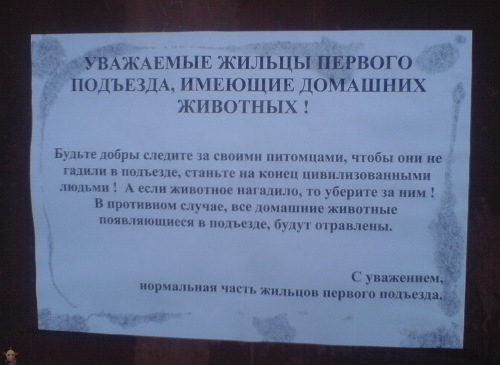 УВАЖАЕМЫЕ ЖИЛЬЦЫ ПЕРВОГО
ПОДЪЕЗДА, ИМЕЮЩИЕ ДОМАШНИХ
ЖИВОТНЫХ !
Будьте добры следите за своими питомцами, чтобы они не
гадили в подъезде, станьте на конец цивилизованными
людьми ! А если животное нагадило, то уберите за ним !
В противном случае, все домашние животные
появляющиеся в подъезде, будут отравлены.
С уважением,
нормальная часть жильцов первого подъезда.